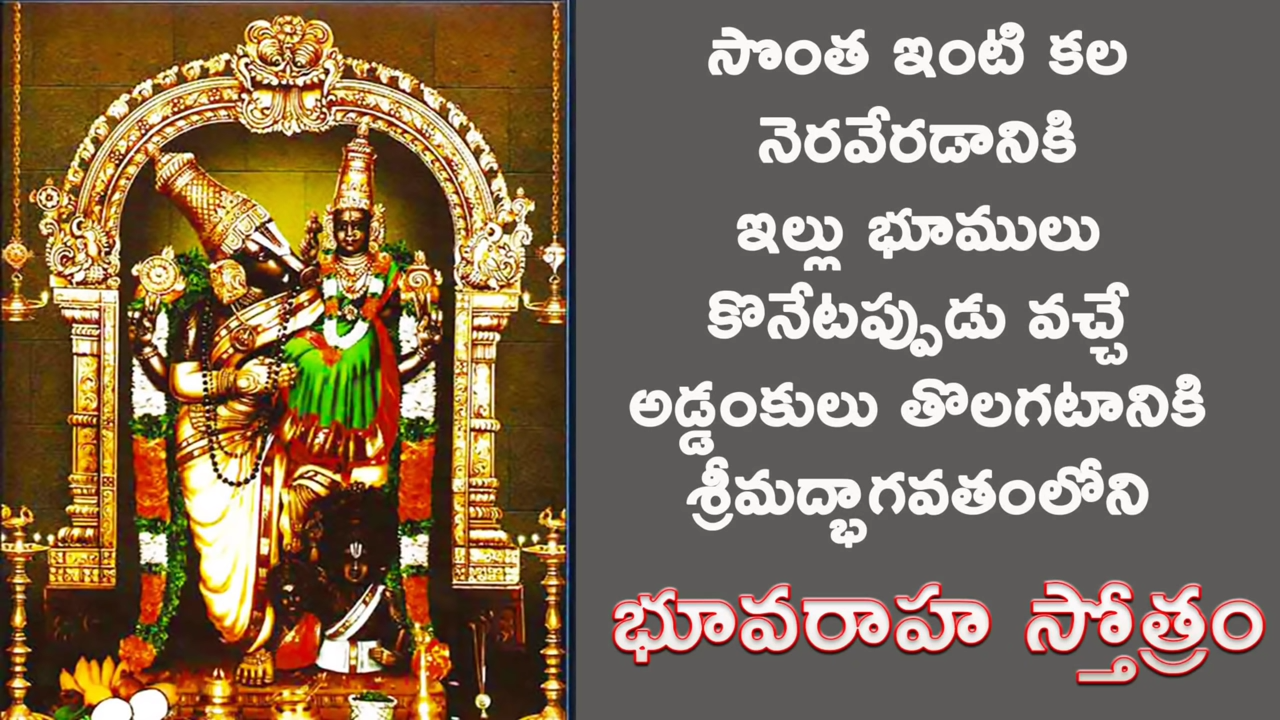 సొంత ఇంటి కల
నెరవేరడానికి
ఇల్లు భూములు
కొనేటప్పుడు వచ్చే
అడ్డంకులు తొలగటానికి
శ్రీమద్భాగవతంలోని
భూవరాహ స్తోత్రం